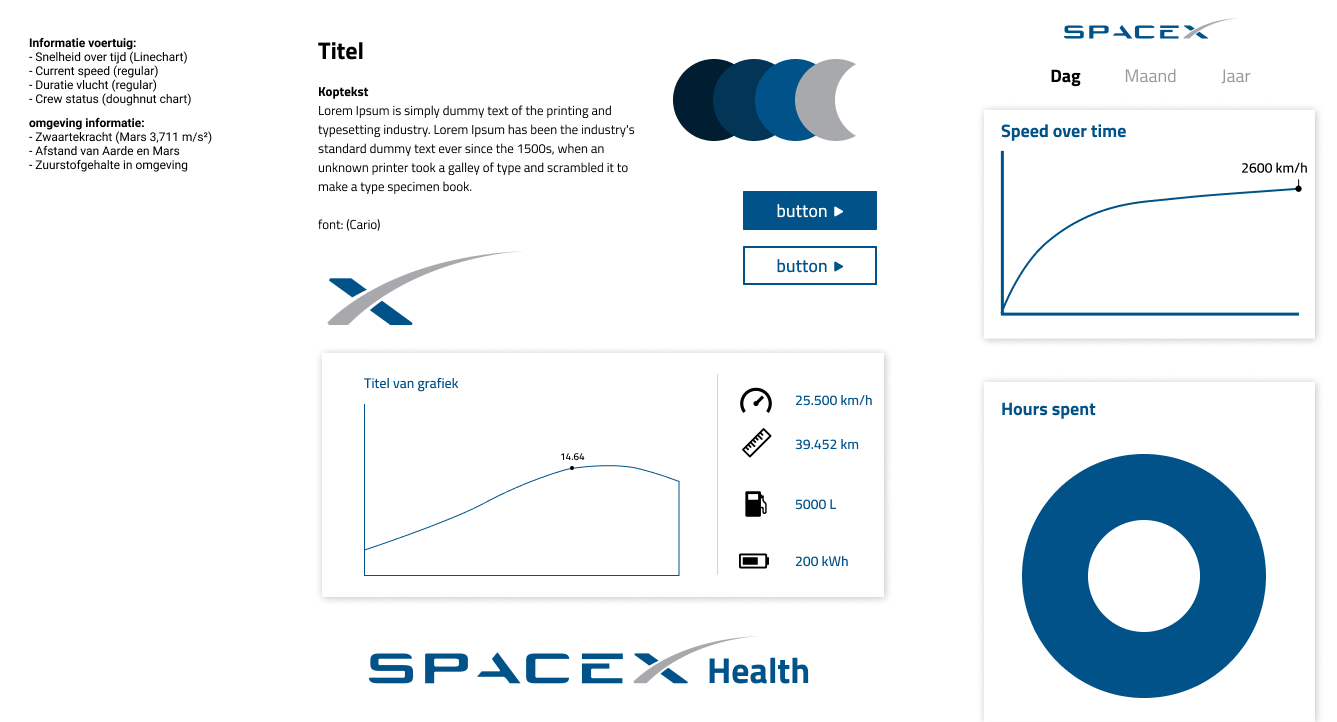 Informatie voertuig:
- Snelheid over tijd (Linechart)
- Current speed (regular)
- Duratie vlucht (regular)
- Crew status (doughnut chart)
omgeving informatie:
- Zwaartekracht (Mars 3,711 m/s²)
- Afstand van Aarde en Mars
- Zuurstofgehalte in omgeving
Titel
Koptekst
Lorem Ipsum is simply dummy text of the printing and
typesetting industry. Lorem Ipsum has been the industry's
standard dummy text ever since the 1500s, when an
unknown printer took a galley of type and scrambled it to
make a type specimen book.
font: (Cario)
button
button
X
Titel van grafiek
14.64
25.500 km/h
39.452 km
5000 L
200 kWh
SPACEX Health
SPACEX
Dag Maand Jaar
Speed over time
2600 km/h
Hours spent